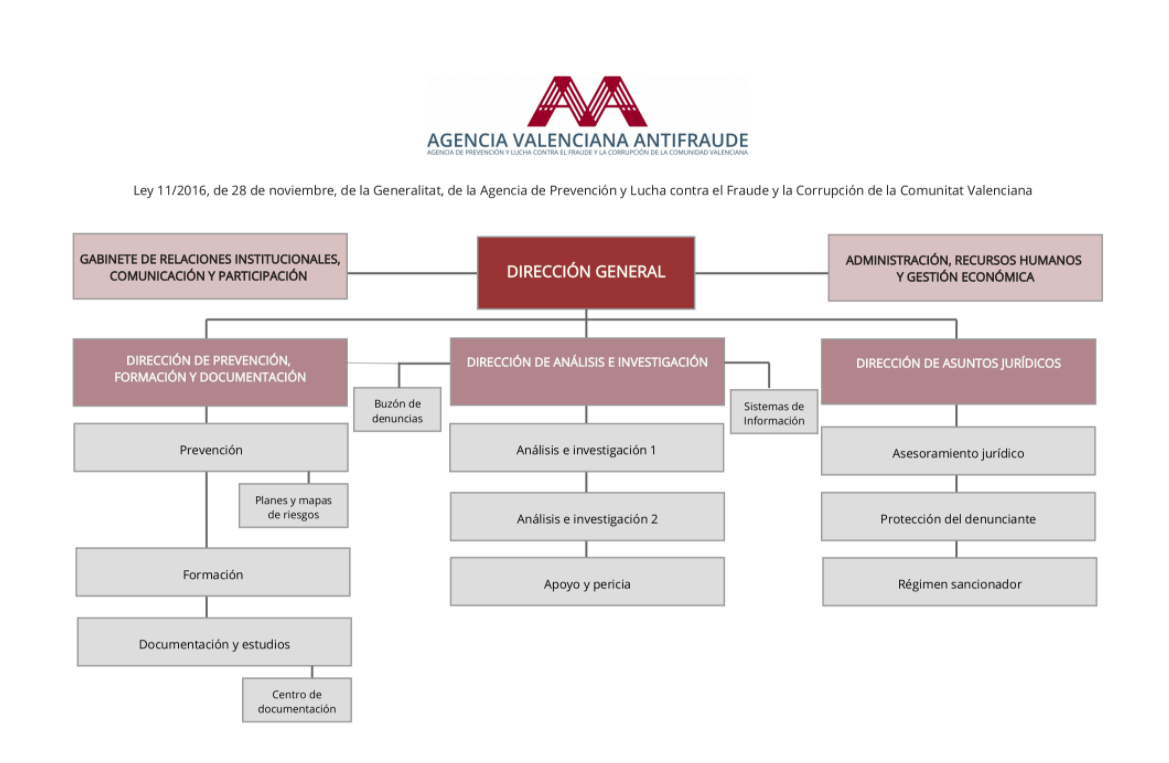 AGENCIA VALENCIANA ANTIFRAUDE
AGENCIA DE PREVENCIÓN Y LUCHA CONTRA EL FRAUDE Y LA CORRUPCIÓN DE LA COMUNIDAD VALENCIANA
Ley 11/2016, de 28 de noviembre, de la Generalitat, de la Agencia de Prevención y Lucha contra el Fraude y la Corrupción de la Comunitat Valenciana
GABINETE DE RELACIONES INSTITUCIONALES,
COMUNICACIÓN Y PARTICIPACIÓN
DIRECCIÓN GENERAL
ADMINISTRACIÓN, RECURSOS HUMANOS
Y GESTIÓN ECONÓMICA
DIRECCIÓN DE PREVENCIÓN,
FORMACIÓN Y DOCUMENTACIÓN
DIRECCIÓN DE ANÁLISIS E INVESTIGACIÓN
DIRECCIÓN DE ASUNTOS JURÍDICOS
Buzón de
denuncias
Sistemas de
Información
Prevención
Planes y mapas
de riesgos
Formación
Documentación y estudios
Centro de
documentación
Análisis e investigación 1
Análisis e investigación 2
Apoyo y pericia
Asesoramiento jurídico
Protección del denunciante
Régimen sancionador